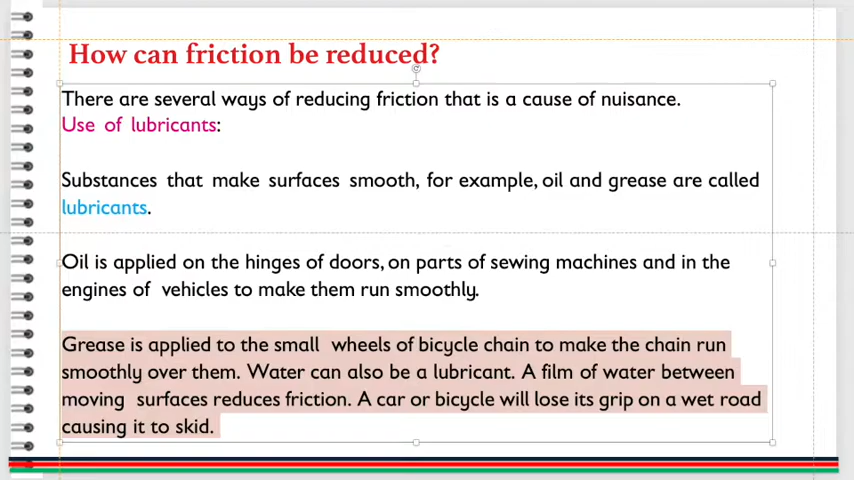 How can friction be reduced?
There are several ways of reducing friction that is a cause of nuisance.
Use of lubricants:
Substances that make surfaces smooth, for example, oil and grease are called
lubricants.
Oil is applied on the hinges of doors, on parts of sewing machines and in the
engines of vehicles to make them run smoothly.
Grease is applied to the small wheels of bicycle chain to make the chain run
smoothly over them. Water can also be a lubricant. A film of water between
moving surfaces reduces friction. A car or bicycle will lose its grip on a wet road
causing it to skid.